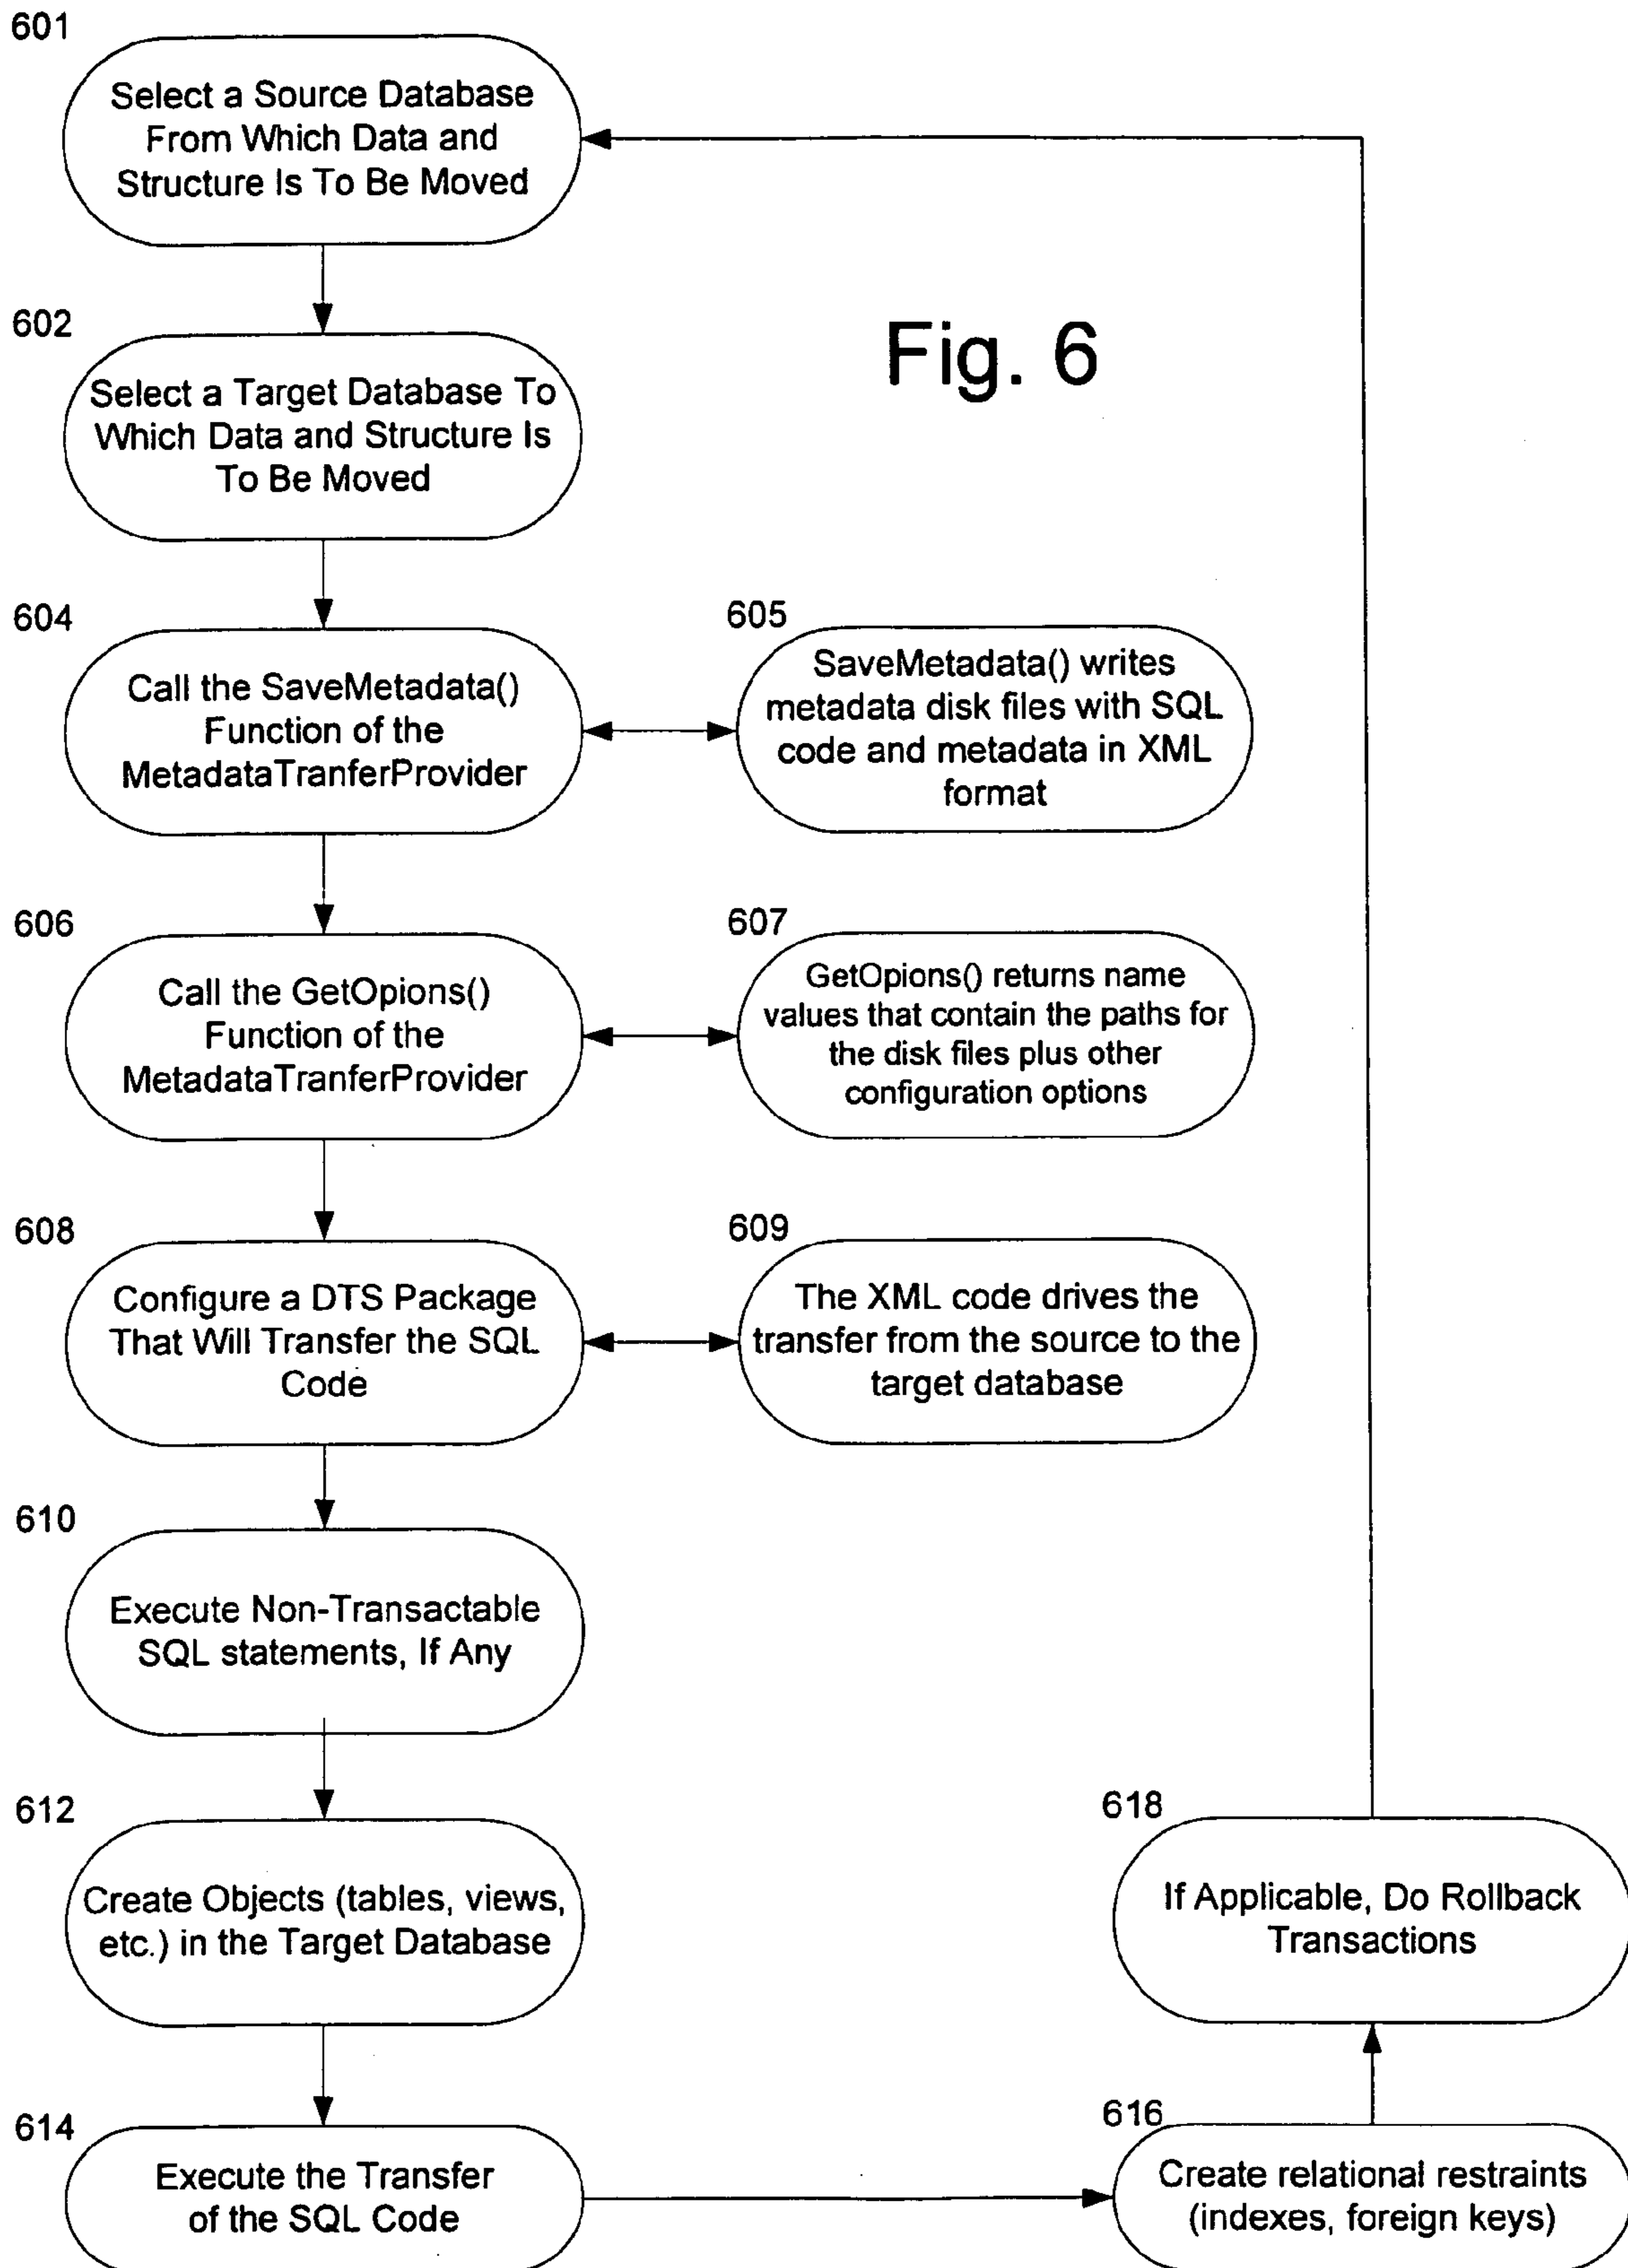 601
Select a Source Database
From Which Data and
Structure Is To Be Moved
602
Select a Target Database To
Which Data and Structure Is
To Be Moved
Fig. 6
604
Call the SaveMetadata()
Function of the
MetadataTranferProvider
605
SaveMetadata() writes
metadata disk files with SQL
code and metadata in XML
format
606
Call the GetOpions()
Function of the
MetadataTranferProvider
607
GetOpions() returns name
values that contain the paths for
the disk files plus other
configuration options
608
Configure a DTS Package
That Will Transfer the SQL
Code
609
The XML code drives the
transfer from the source to the
target database
610
Execute Non-Transactable
SQL statements, If Any
612
Create Objects (tables, views,
etc.) in the Target Database
614
Execute the Transfer
of the SQL Code
616
Create relational restraints
(indexes, foreign keys)
618
If Applicable, Do Rollback
Transactions